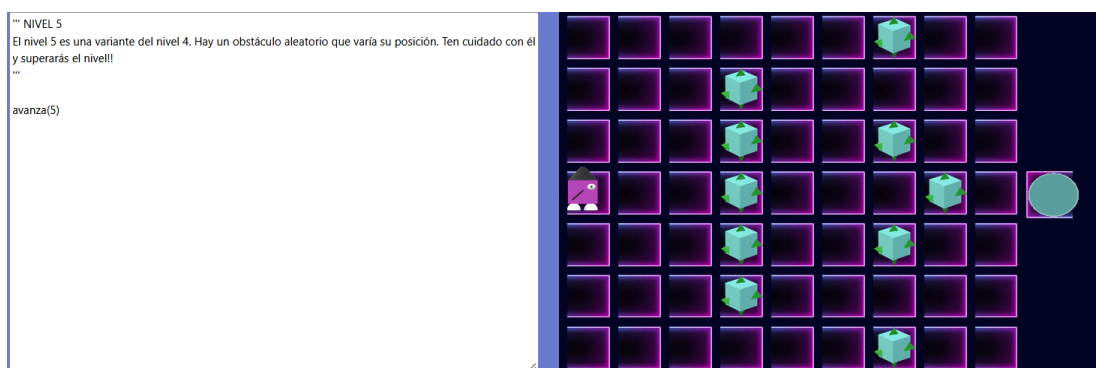 ''' NIVEL 5
El nivel 5 es una variante del nivel 4. Hay un obstáculo aleatorio que varía su posición. Ten cuidado con él
y superarás el nivel!!
'''
avanza(5)